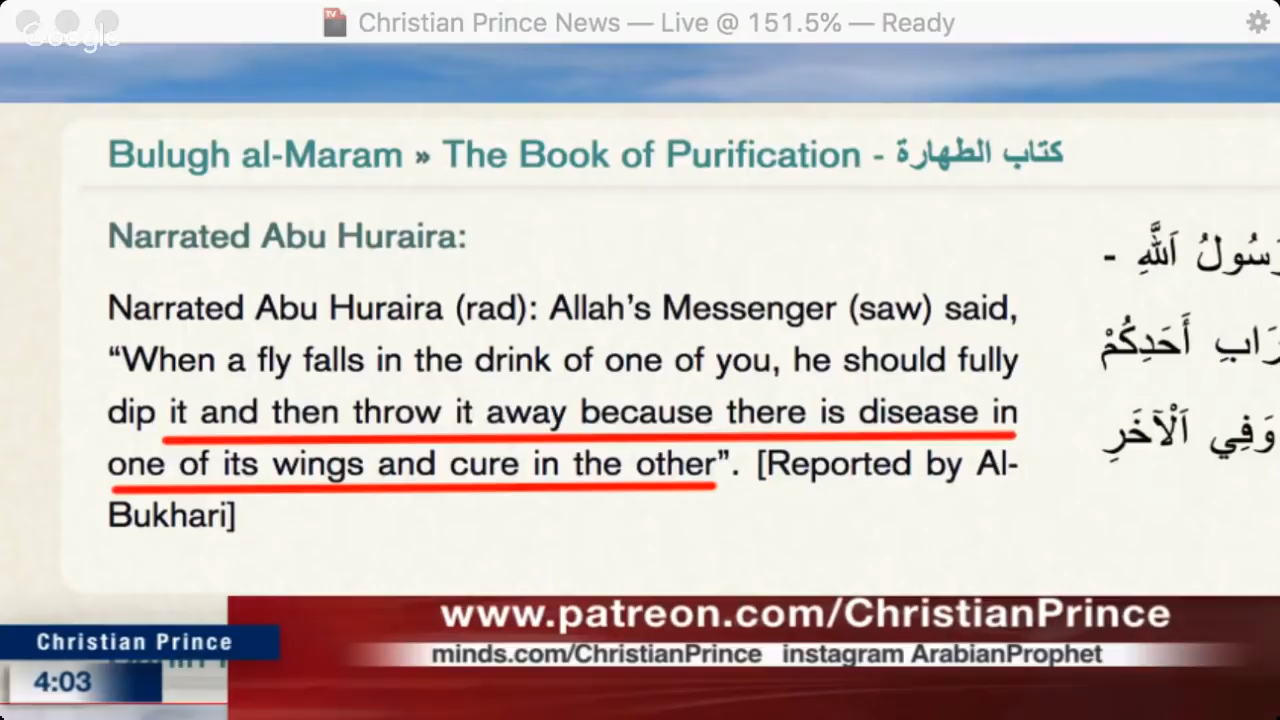 Google
Christian Prince News — Live @ 151.5% — Ready
Bulugh al-Maram » The Book of Purification - كتاب الطهارة
Narrated Abu Huraira:
Narrated Abu Huraira (rad): Allah’s Messenger (saw) said,
“When a fly falls in the drink of one of you, he should fully
dip it and then throw it away because there is disease in
one of its wings and cure in the other”. [Reported by Al-
Bukhari]
سُولُ اَللَّهِ -
رَابِ أَحَدِكُمْ
وَفِي اَلْآخَرِ
www.patreon.com/ChristianPrince
Christian Prince
minds.com/ChristianPrince instagram ArabianProphet
4:03